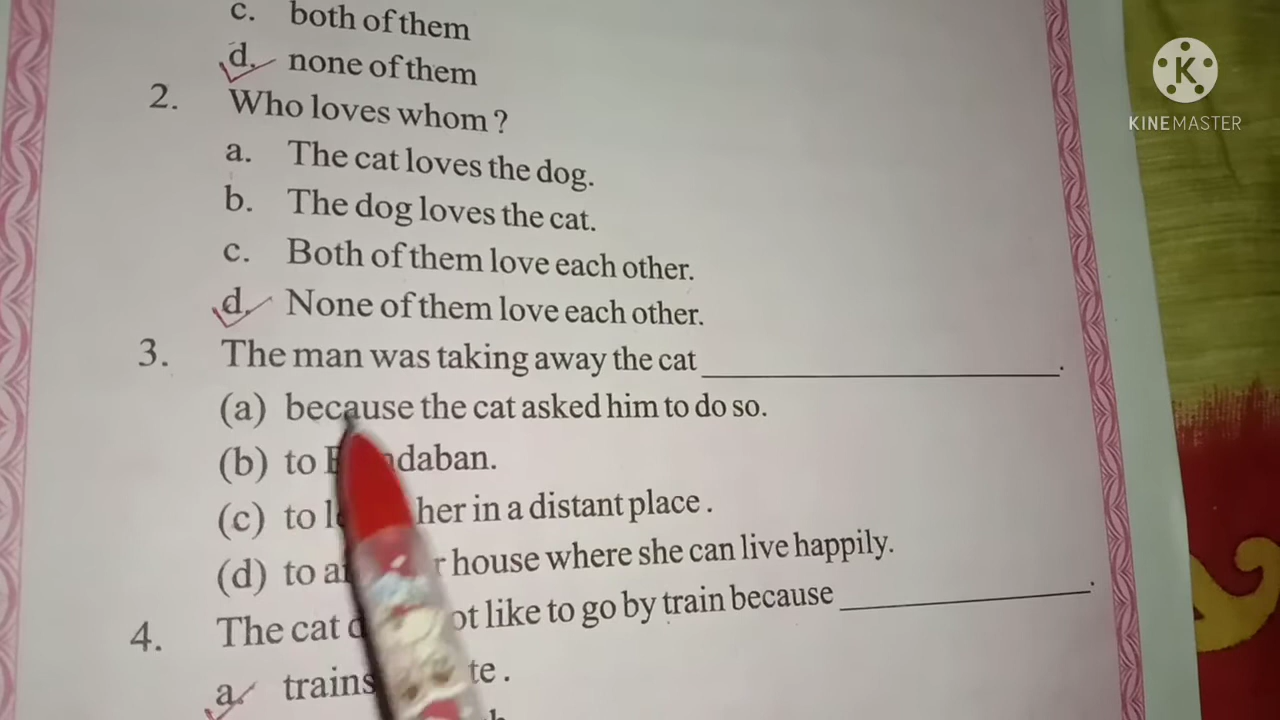 c. both of them
d. none of them
2. Who loves whom ?
a. The cat loves the dog.
b. The dog loves the cat.
c. Both of them love each other.
d. None of them love each other.
3. The man was taking away the cat ____________.
(a) because the cat asked him to do so.
(b) to daban.
(c) to her in a distant place .
(d) to house where she can live happily.
4. The cat not like to go by train because ____________.
a. trains
K
KINEMASTER